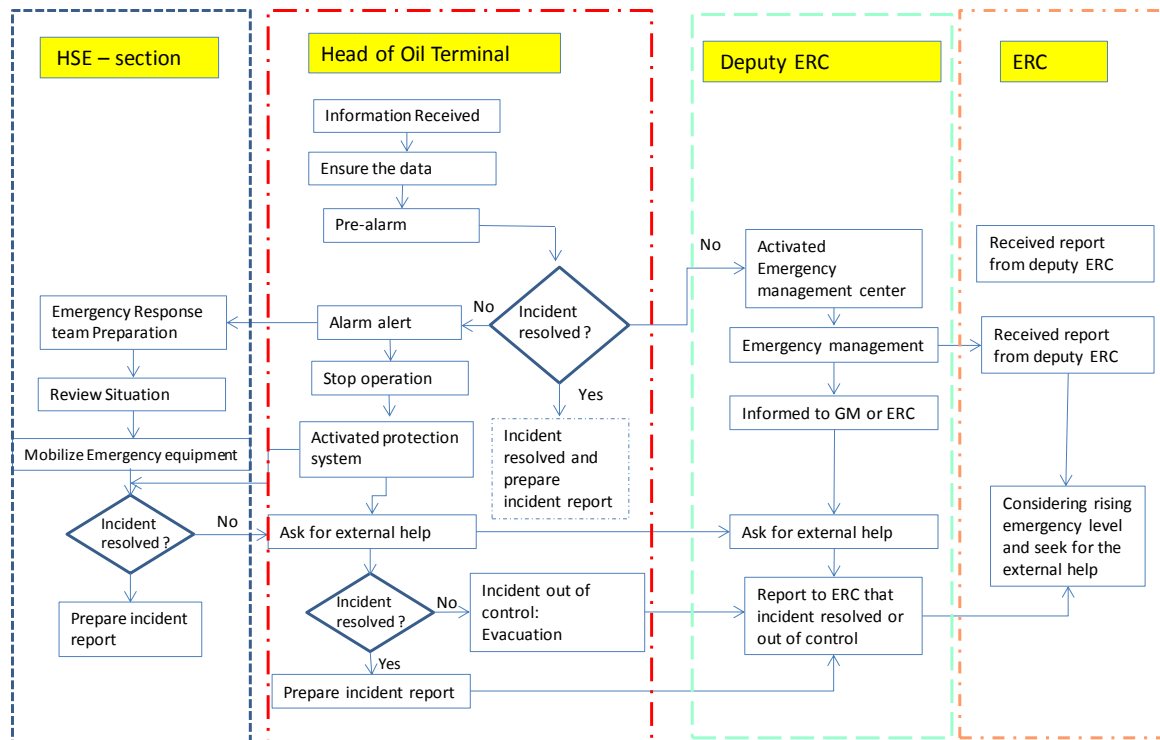 HSE – section
Emergency Response
team Preparation
Review Situation
Mobilize Emergency equipment
Incident
resolved ?
No
Prepare incident
report
Head of Oil Terminal
Information Received
Ensure the data
Pre-alarm
Incident
resolved ?
No
No
Yes
Alarm alert
Stop operation
Activated protection
system
Incident
resolved and
prepare
incident report
Ask for external help
Incident
resolved ?
No
Yes
Incident out of
control:
Evacuation
Prepare incident report
Deputy ERC
Activated
Emergency
management center
Emergency management
Informed to GM or ERC
Ask for external help
Report to ERC that
incident resolved or
out of control
ERC
Received report
from deputy ERC
Received report
from deputy ERC
Considering rising
emergency level
and seek for the
external help